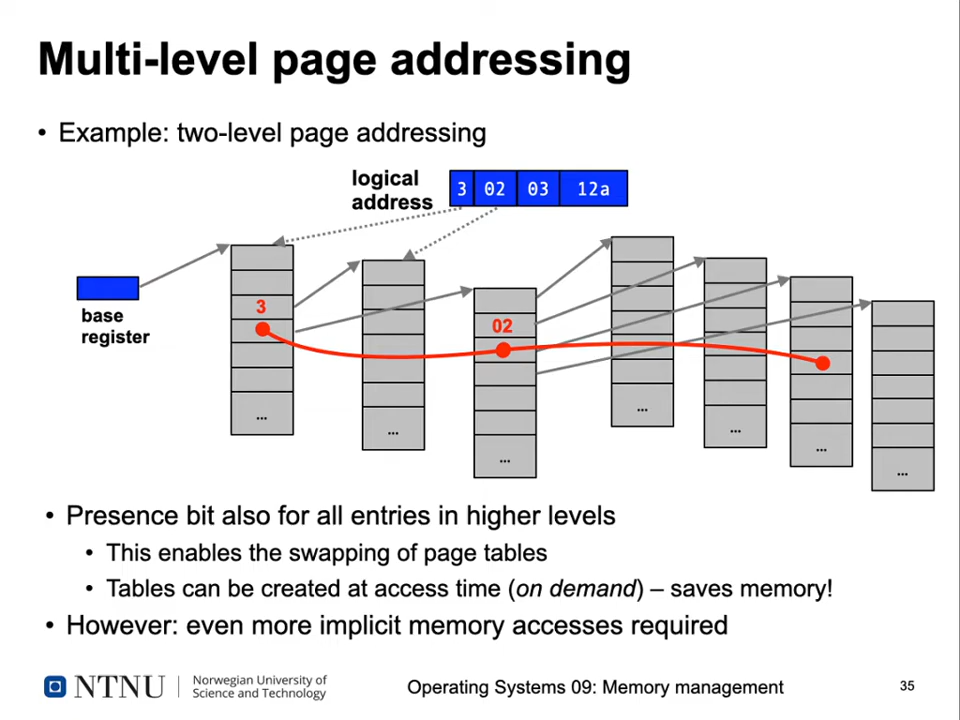 Multi-level page addressing
• Example: two-level page addressing
logical
address
3 02 03 12a
base
register
3
02
...
...
...
...
...
...
...
• Presence bit also for all entries in higher levels
• This enables the swapping of page tables
• Tables can be created at access time (on demand) – saves memory!
• However: even more implicit memory accesses required
NTNU
Norwegian University of
Science and Technology
Operating Systems 09: Memory management
35